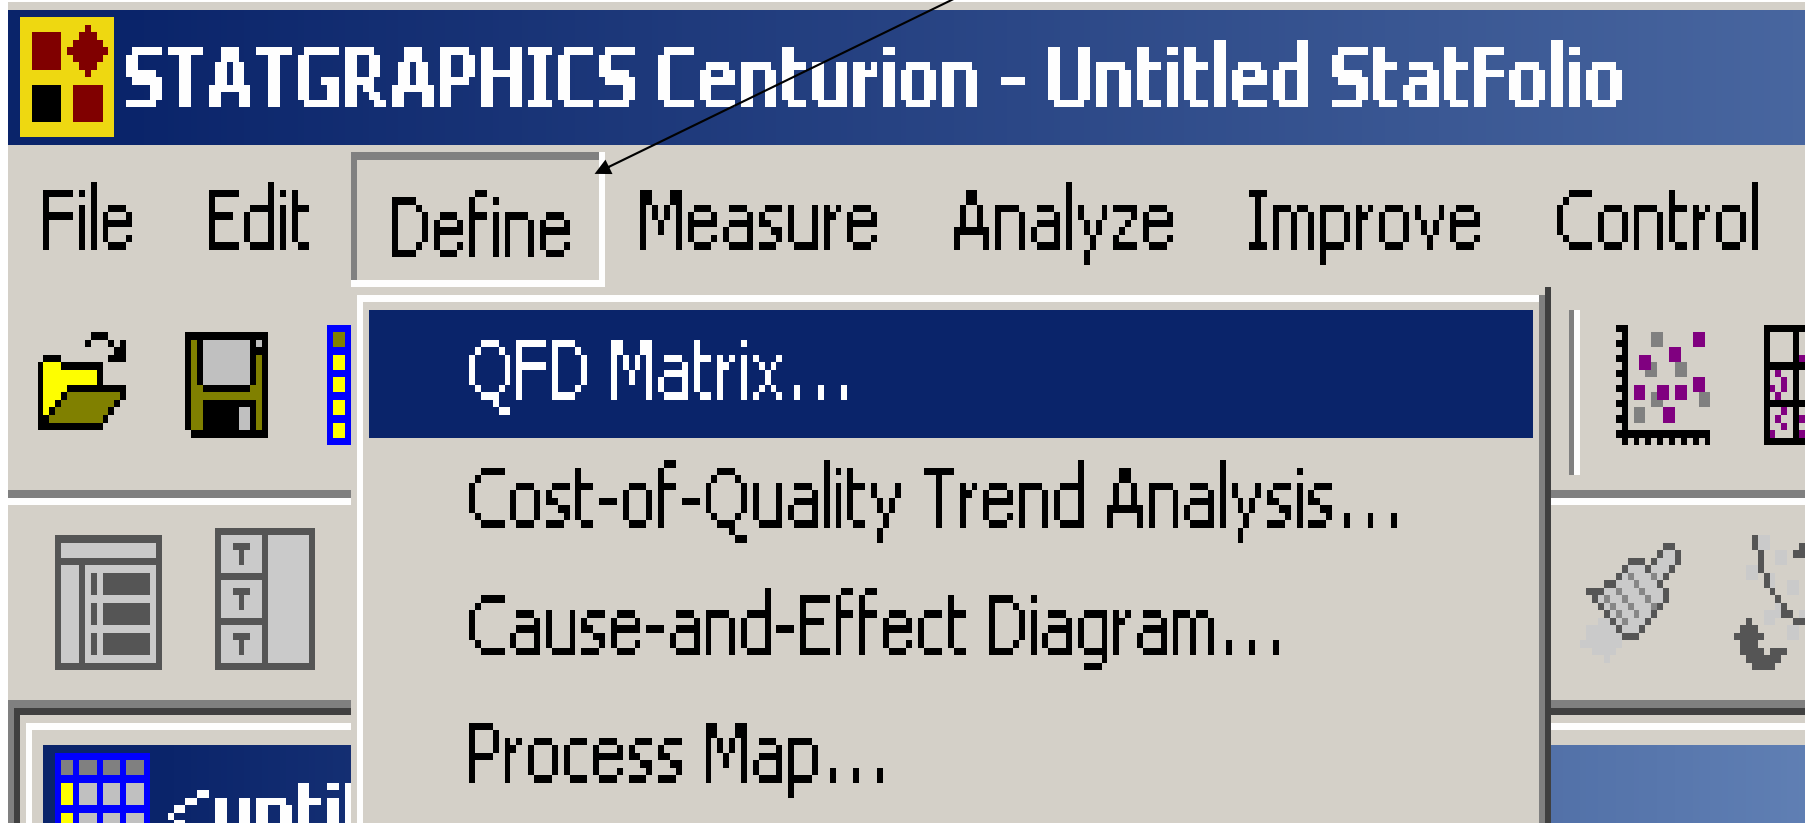 STATGRAPHICS Centurion - Untitled StatFolio
File Edit Define Measure Analyze Improve Control
QFD Matrix...
Cost-of-Quality Trend Analysis...
Cause-and-Effect Diagram...
Process Map...